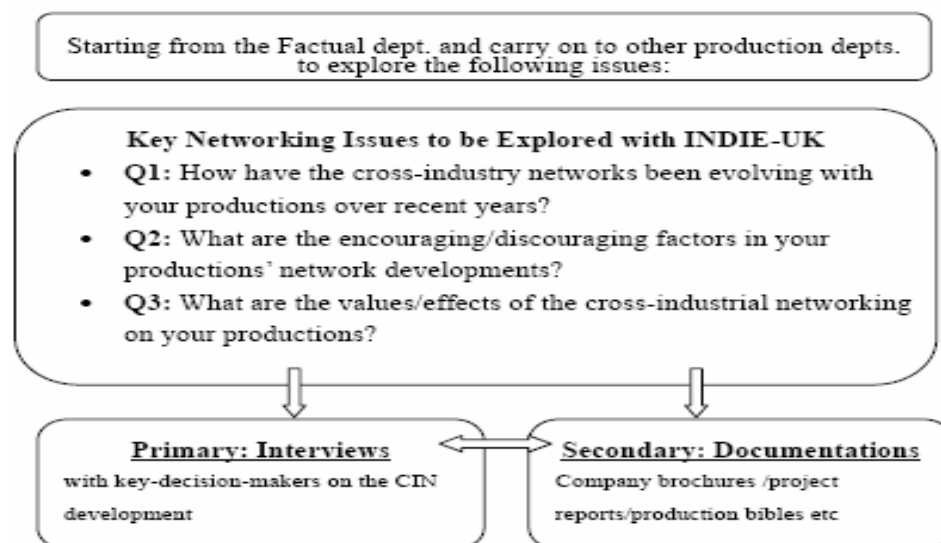 Starting from the Factual dept. and carry on to other production depts.
to explore the following issues:
Key Networking Issues to be Explored with INDIE-UK
• Q1: How have the cross-industry networks been evolving with
your productions over recent years?
• Q2: What are the encouraging/discouraging factors in your
productions' network developments?
• Q3: What are the values/effects of the cross-industrial networking
on your productions?
Primary: Interviews
with key-decision-makers on the CIN
development
Secondary: Documentations
Company brochures /project
reports/production bibles etc